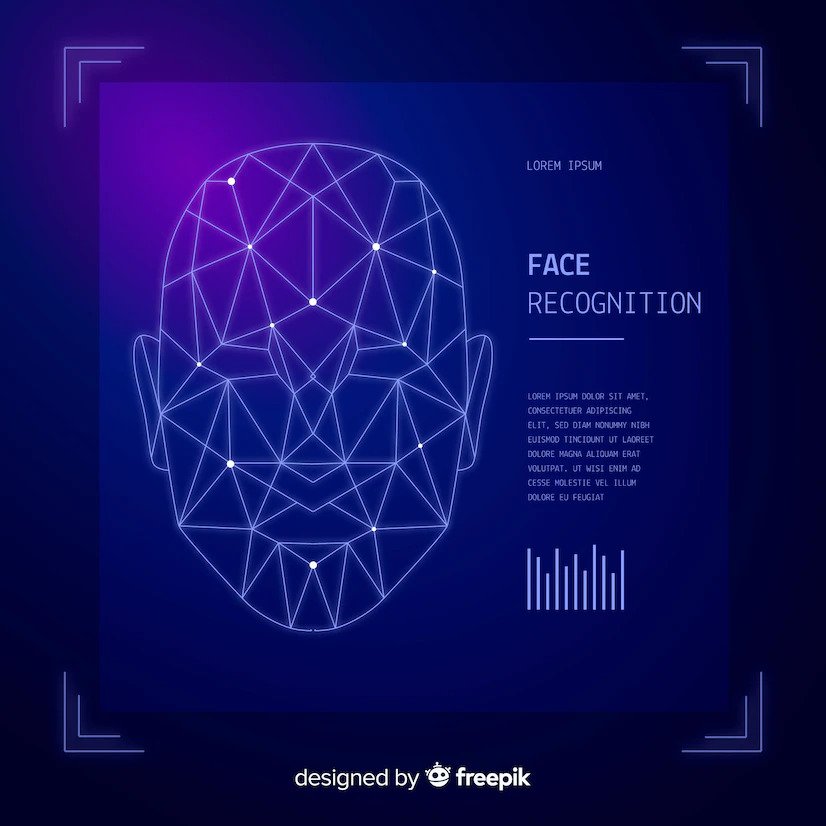 LOREM IPSUM
FACE
RECOGNITION
LOREM IPSUM DOLOR SIT AMET,
CONSECTETUER ADIPISCING
ELIT, SED DIAM NONUMMY NIBH
EUISMOD TINCIDUNT UT LAOREET
DOLORE MAGNA ALIQUAM ERAT
VOLUTPAT. UT WISI ENIM AD
CESSE MOLESTIE VEL ILLUM
DOLORE EU FEUGIAT
designed by freepik